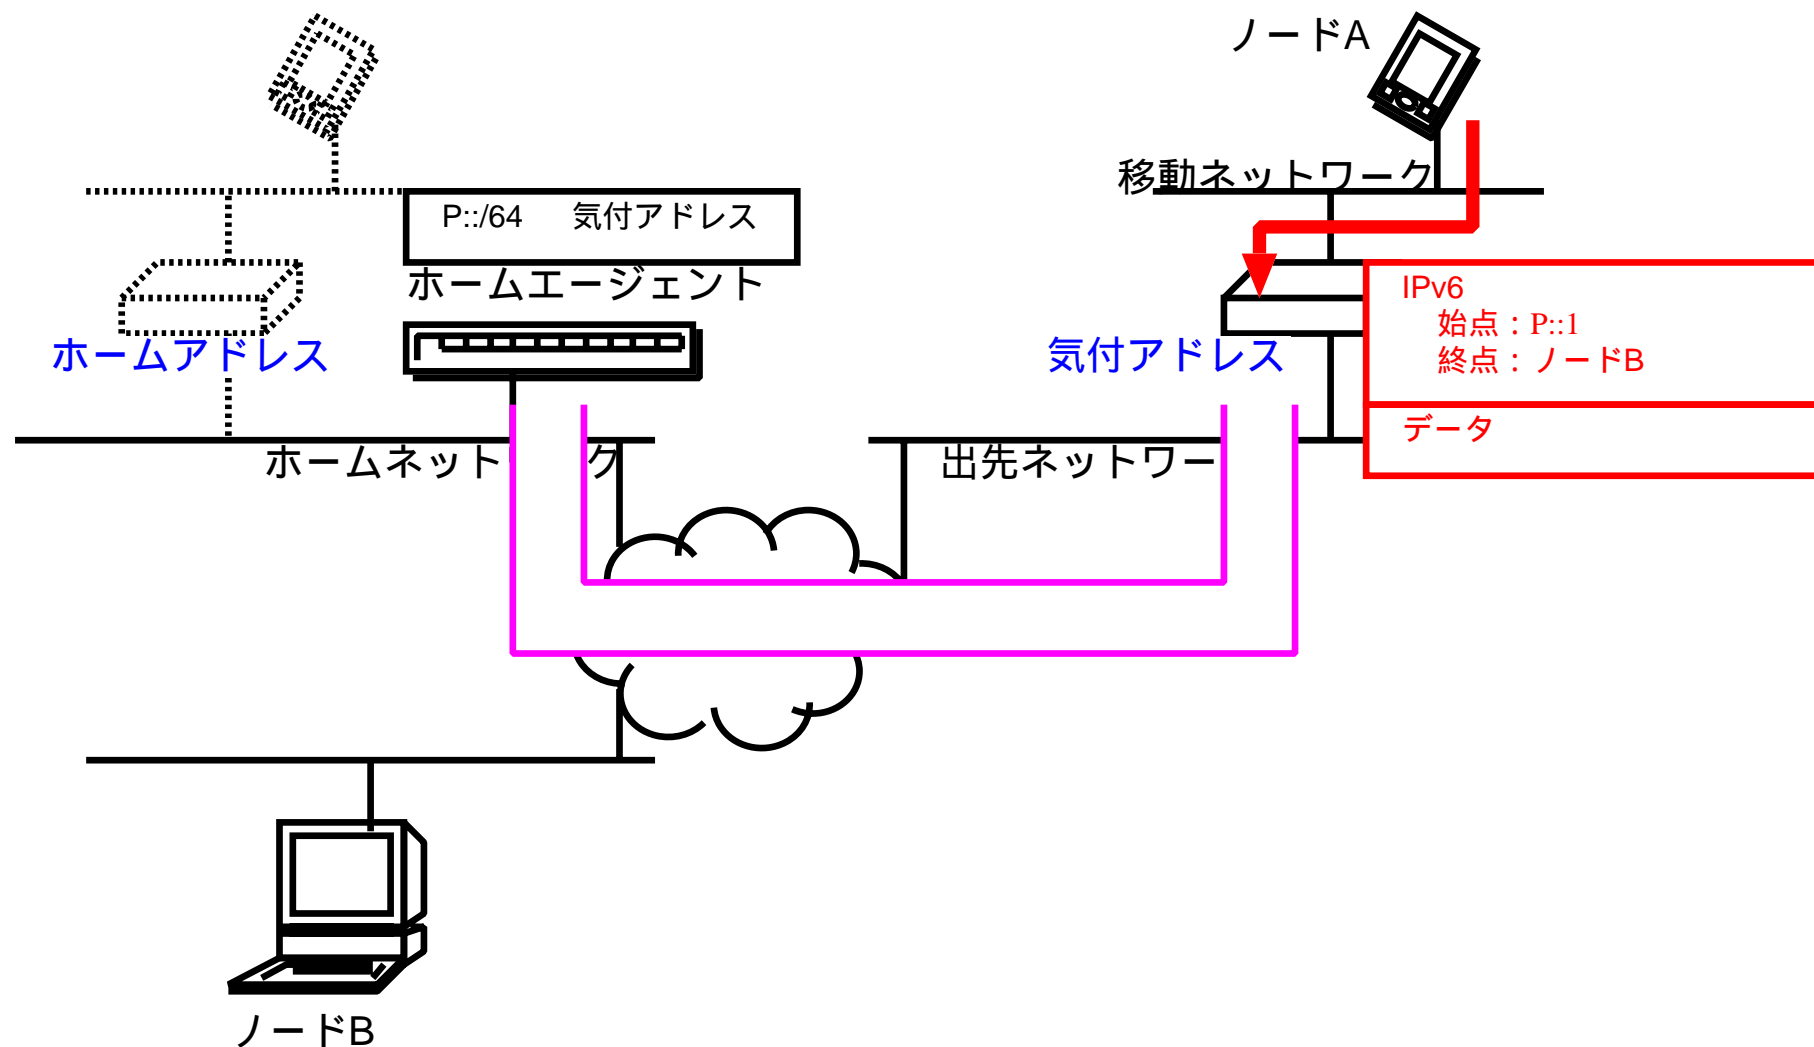 ノードA
移動ネットワーク
P::/64 気付アドレス
ホームエージェント
IPv6
始点：P::1
終点：ノードB
ホームアドレス
気付アドレス
データ
ホームネット ク
出先ネットワー
ノードB